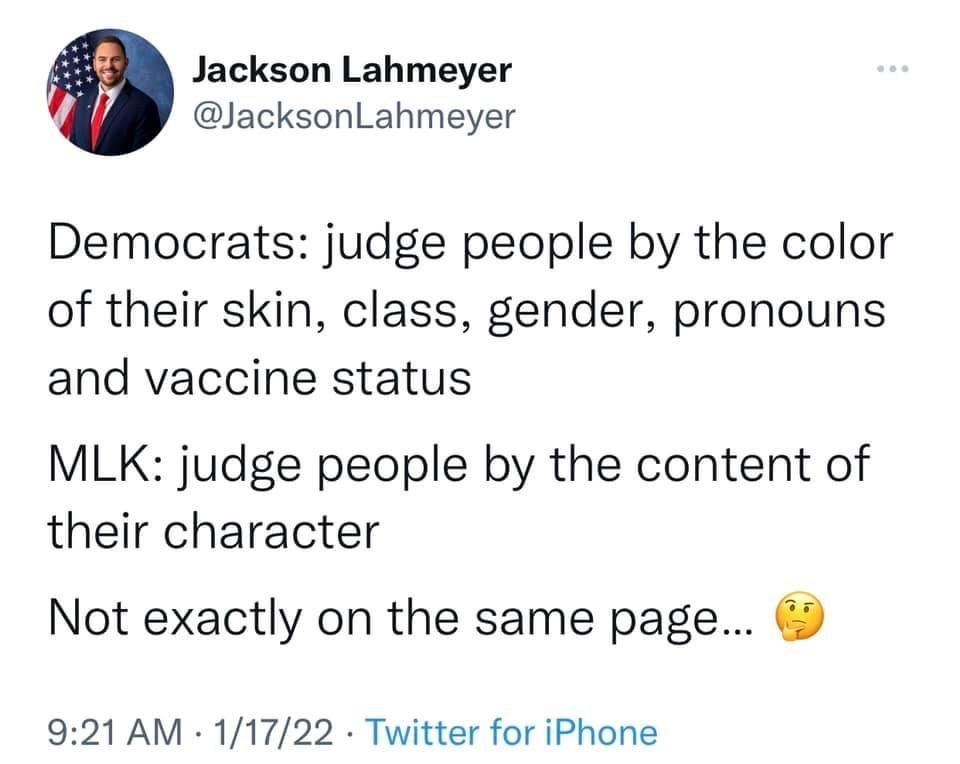 Jackson Lahmeyer
@JacksonLahmeyer
Democrats: judge people by the color
of their skin, class, gender, pronouns
and vaccine status
MLK: judge people by the content of
their character
Not exactly on the same page... 🤔
9:21 AM · 1/17/22 · Twitter for iPhone